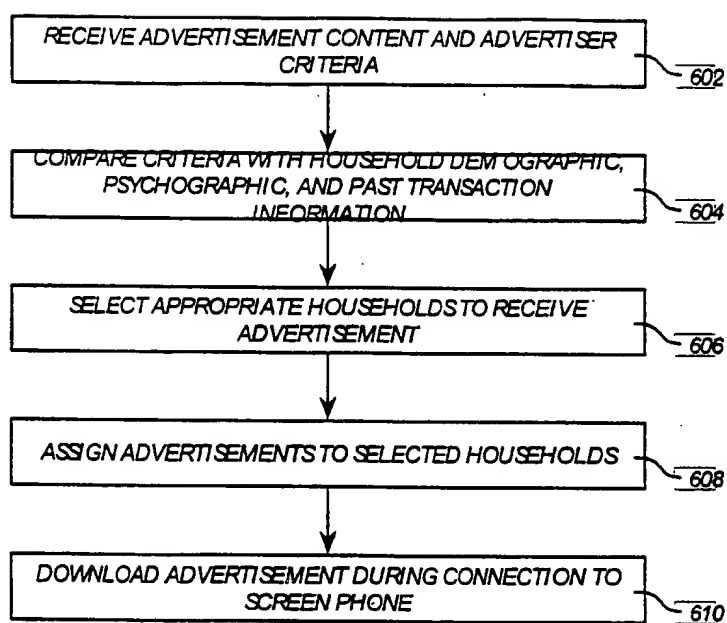 RECEIVE ADVERTISEMENT CONTENT AND ADVERTISER
CRITERIA
602
COMPARE CRITERIA WITH HOUSEHOLD DEMOGRAPHIC,
PSYCHOGRAPHIC, AND PAST TRANSACTION
INFORMATION
604
SELECT APPROPRIATE HOUSEHOLDS TO RECEIVE
ADVERTISEMENT
606
ASSIGN ADVERTISEMENTS TO SELECTED HOUSEHOLDS
608
DOWNLOAD ADVERTISEMENT DURING CONNECTION TO
SCREEN PHONE
610